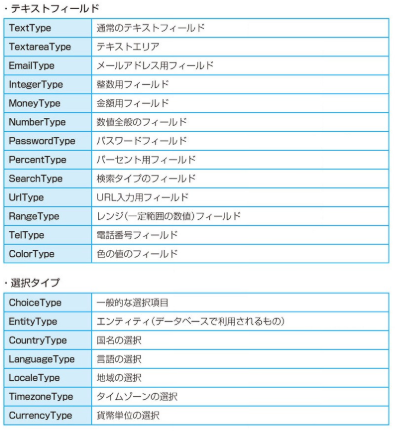 ・テキストフィールド
TextType 通常のテキストフィールド
TextareaType テキストエリア
EmailType メールアドレス用フィールド
IntegerType 整数用フィールド
MoneyType 金額用フィールド
NumberType 数値全般のフィールド
PasswordType パスワードフィールド
PercentType パーセント用フィールド
SearchType 検索タイプのフィールド
UrlType URL入力用フィールド
RangeType レンジ(一定範囲の数値)フィールド
TelType 電話番号フィールド
ColorType 色の値のフィールド
・選択タイプ
ChoiceType 一般的な選択項目
EntityType エンティティ(データベースで利用されるもの)
CountryType 国名の選択
LanguageType 言語の選択
LocaleType 地域の選択
TimezoneType タイムゾーンの選択
CurrencyType 貨幣単位の選択